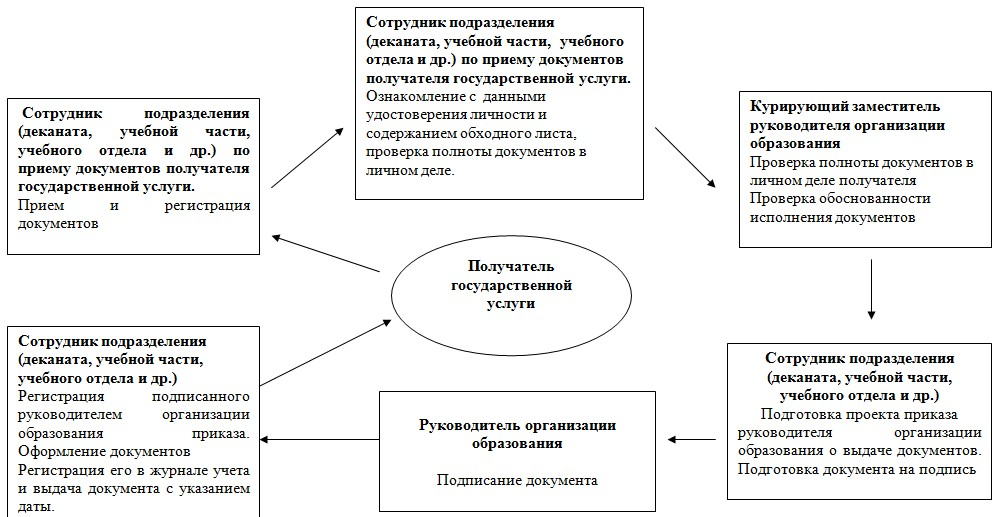 Сотрудник подразделения
(деканата, учебной части, учебного
отдела и др.) по приему документов
получателя государственной услуги.
Ознакомление с данными
удостоверения личности и
содержанием обходного листа,
проверка полноты документов в
личном деле.
Сотрудник подразделения
(деканата, учебной части,
учебного отдела и др.) по
приему документов получателя
государственной услуги.
Прием и регистрация
документов
Курирующий заместитель
руководителя организации
образования
Проверка полноты документов в
личном деле получателя
Проверка обоснованности
исполнения документов
Получатель
государственной
услуги
Сотрудник подразделения
(деканата, учебной части,
учебного отдела и др.)
Регистрация подписанного
руководителем организации
образования приказа.
Оформление документов
Регистрация его в журнале учета
и выдача документа с указанием
даты.
Руководитель организации
образования
Подписание документа
Сотрудник подразделения
(деканата, учебной части,
учебного отдела и др.)
Подготовка проекта приказа
руководителя организации
образования о выдаче документов.
Подготовка документа на подпись